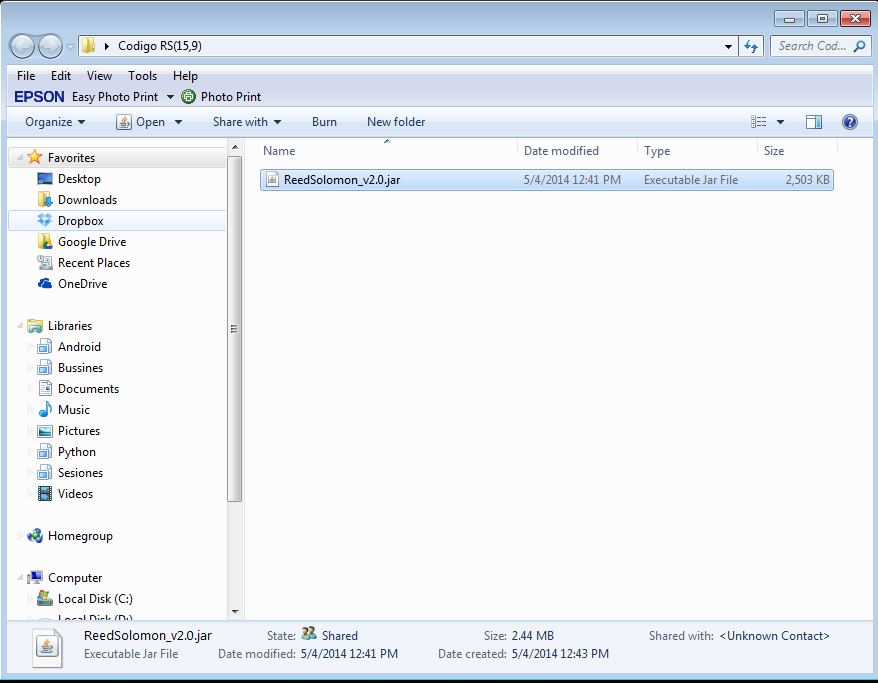 Codigo RS(15,9)
Search Cod...
File Edit View Tools Help
EPSON Easy Photo Print Photo Print
Organize Open Share with Burn New folder
Name Date modified Type Size
ReedSolomon_v2.0.jar 5/4/2014 12:41 PM Executable Jar File 2,503 KB
Favorites
Desktop
Downloads
Dropbox
Google Drive
Recent Places
OneDrive
Libraries
Android
Bussines
Documents
Music
Pictures
Python
Sesiones
Videos
Homegroup
Computer
Local Disk (C:)
Local Disk (D:)
ReedSolomon_v2.0.jar State: Shared Size: 2.44 MB Shared with: <Unknown Contact>
Executable Jar File Date modified: 5/4/2014 12:41 PM Date created: 5/4/2014 12:43 PM